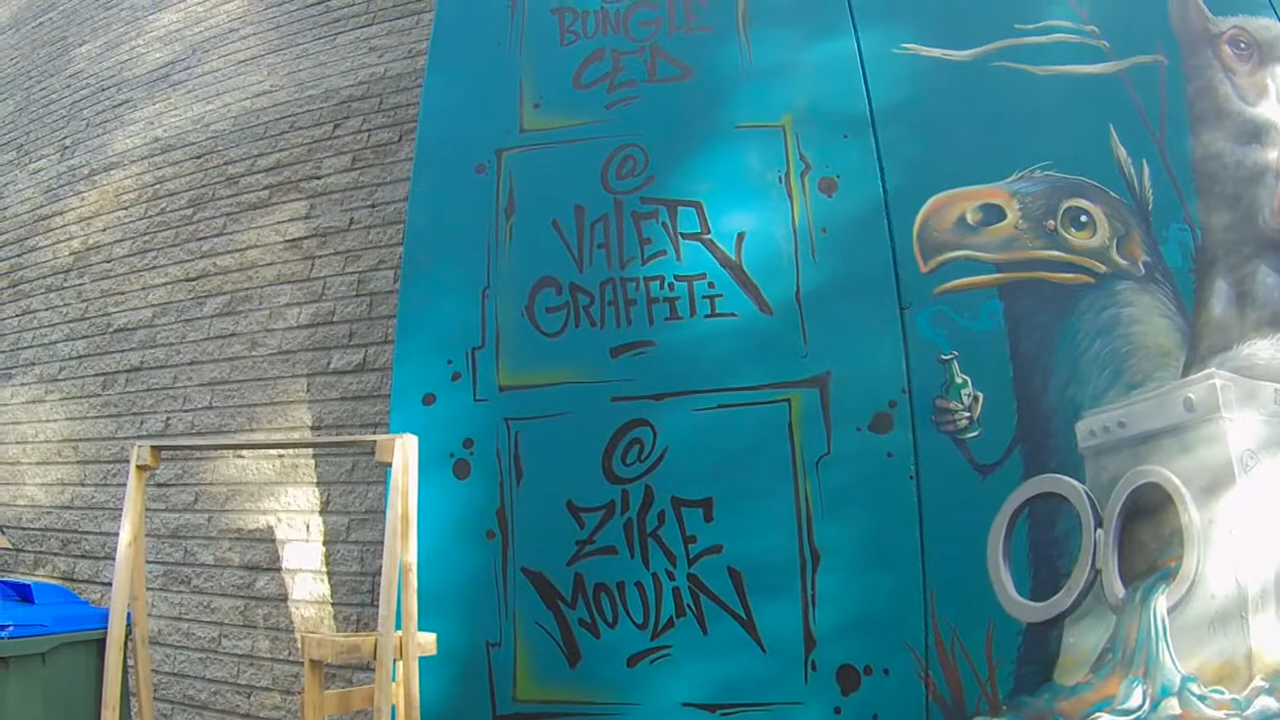 BUNGLE
CED
@
VALER
GRAFFiTi
@
ZiKE
MOULiN